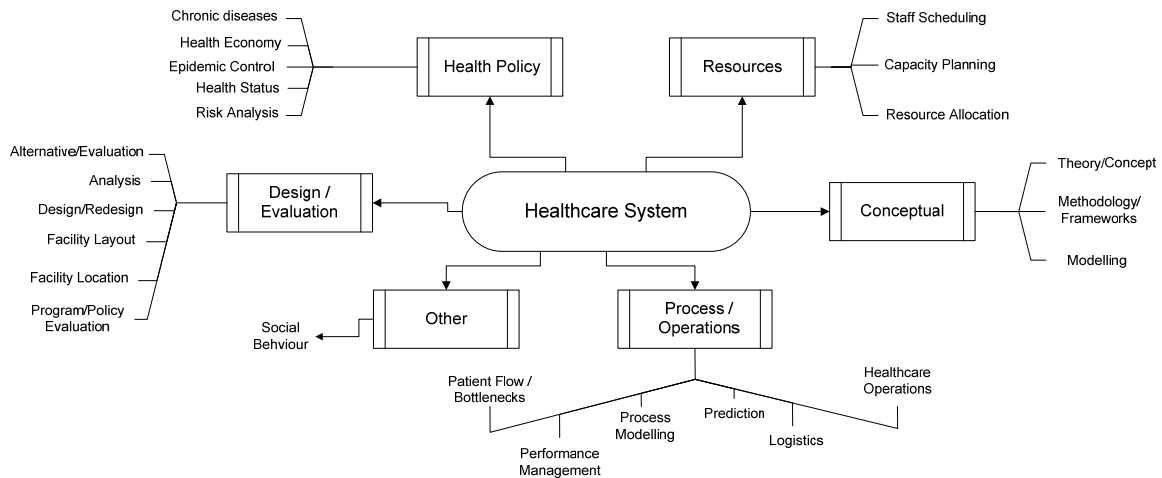 Chronic diseases
Health Economy
Epidemic Control
Health Status
Risk Analysis
Health Policy
Resources
Staff Scheduling
Capacity Planning
Resource Allocation
Alternative/Evaluation
Analysis
Design/Redesign
Facility Layout
Facility Location
Program/Policy
Evaluation
Design /
Evaluation
Healthcare System
Conceptual
Theory/Concept
Methodology/
Frameworks
Modelling
Other
Social
Behviour
Process /
Operations
Patient Flow /
Bottlenecks
Performance
Management
Process
Modelling
Prediction
Logistics
Healthcare
Operations